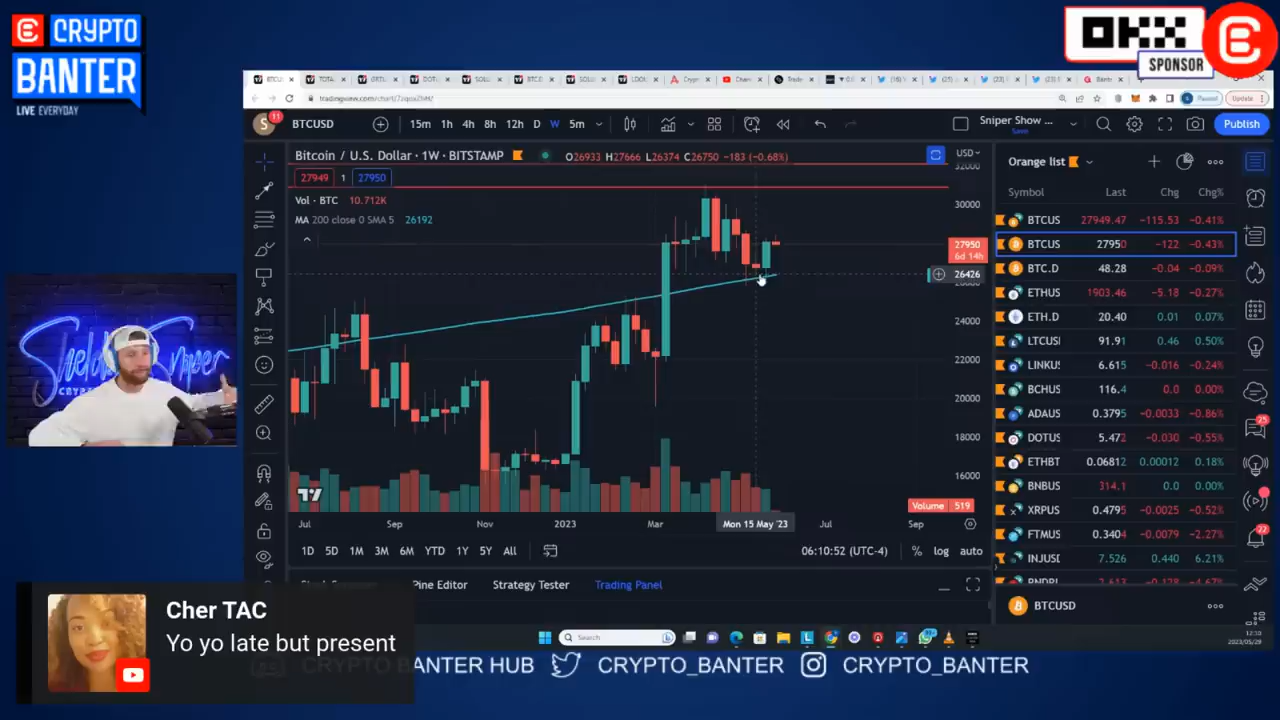 CRYPTO
BANTER
LIVE EVERYDAY
OKX
SPONSOR
BTCUSD
15m 1h 4h 8h 12h D W 5m
Sniper Show ...
Save
Publish
Bitcoin / U.S. Dollar · 1W · BITSTAMP
O26933 H27666 L26374 C26750 −183 (−0.68%)
USD
27949 1 27950
Vol · BTC 10.712K
MA 200 close 0 SMA 5 26192
32000
30000
27950
6d 14h
26426
24000
22000
20000
18000
16000
Volume 519
Jul Sep Nov 2023 Mar Mon 15 May '23 Jul Sep
1D 5D 1M 3M 6M YTD 1Y 5Y All
06:10:52 (UTC-4) % log auto
Pine Editor Strategy Tester Trading Panel
Orange list
Symbol Last Chg Chg%
BTCUS 27949.47 −115.53 −0.41%
BTCUS 27950 −122 −0.43%
BTC.D 48.28 −0.04 −0.09%
ETHUS 1903.46 −5.18 −0.27%
ETH.D 20.40 0.01 0.07%
LTCUSI 91.91 0.46 0.50%
LINKUS 6.615 −0.016 −0.24%
BCHUS 116.4 0.0 0.00%
ADAUS 0.3795 −0.0033 −0.86%
DOTUS 5.472 −0.030 −0.55%
ETHBT 0.06812 0.00012 0.18%
BNBUS 314.1 0.0 0.00%
XRPUS 0.4795 −0.0025 −0.52%
FTMUS 0.3404 −0.0079 −2.27%
INJUSI 7.526 0.440 6.21%
BTCUSD
Search
Cher TAC
Yo yo late but present
BANTER HUB CRYPTO_BANTER CRYPTO_BANTER